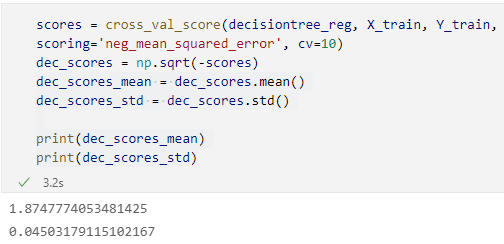 scores = cross_val_score(decisiontree_reg, X_train, Y_train,
scoring='neg_mean_squared_error', cv=10)
dec_scores = np.sqrt(-scores)
dec_scores_mean = dec_scores.mean()
dec_scores_std = dec_scores.std()
print(dec_scores_mean)
print(dec_scores_std)
3.2s
1.8747774053481425
0.04503179115102167